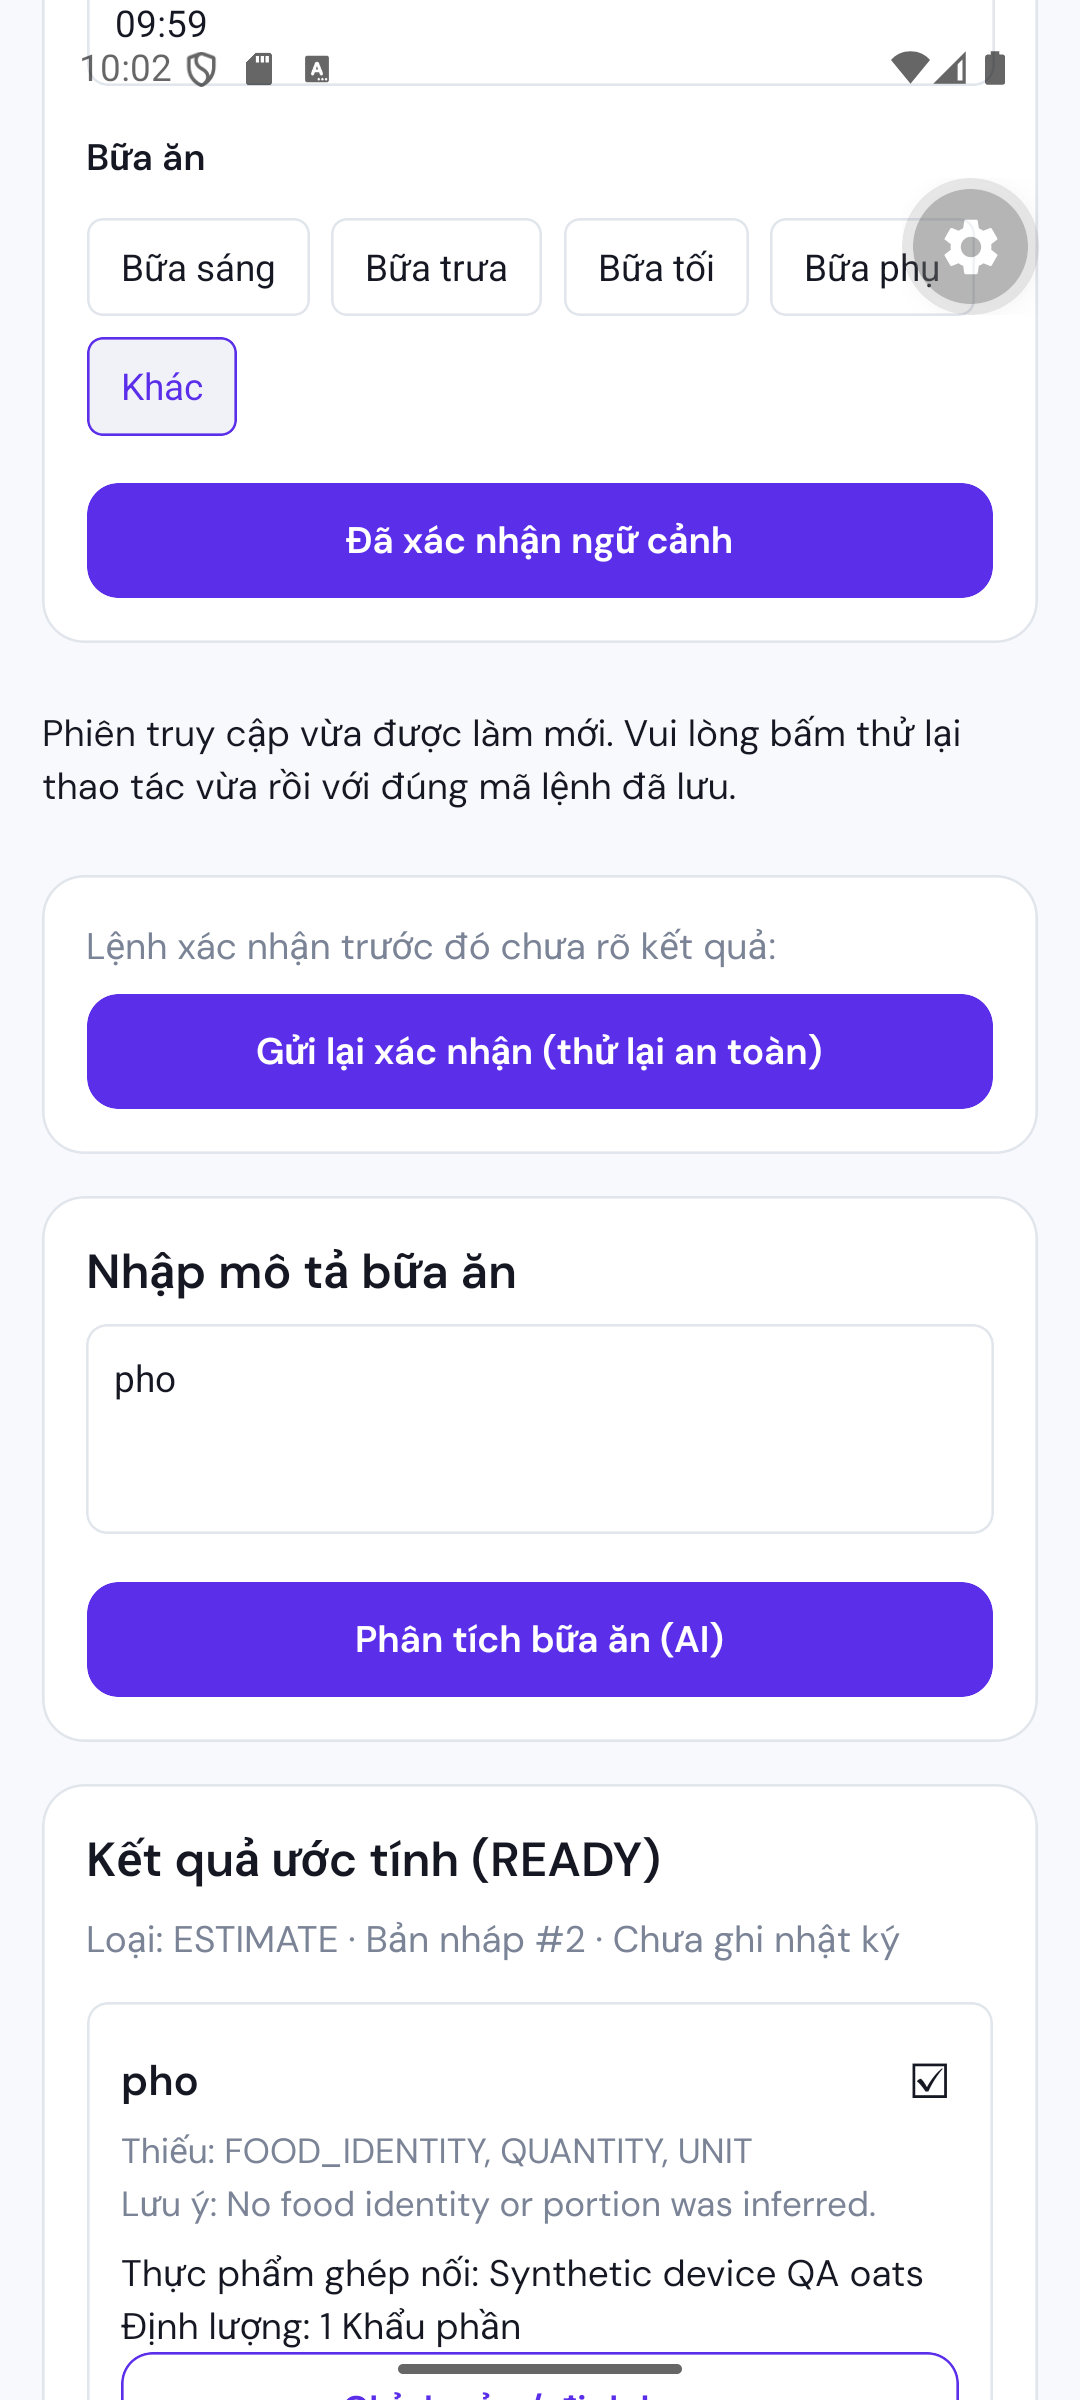 09:59
10:02
Bữa ăn
Bữa sáng
Bữa trưa
Bữa tối
Bữa phụ
Khác
Đã xác nhận ngữ cảnh
Phiên truy cập vừa được làm mới. Vui lòng bấm thử lại
thao tác vừa rồi với đúng mã lệnh đã lưu.
Lệnh xác nhận trước đó chưa rõ kết quả:
Gửi lại xác nhận (thử lại an toàn)
Nhập mô tả bữa ăn
pho
Phân tích bữa ăn (AI)
Kết quả ước tính (READY)
Loại: ESTIMATE · Bản nháp #2 · Chưa ghi nhật ký
pho
Thiếu: FOOD_IDENTITY, QUANTITY, UNIT
Lưu ý: No food identity or portion was inferred.
Thực phẩm ghép nối: Synthetic device QA oats
Định lượng: 1 Khẩu phần